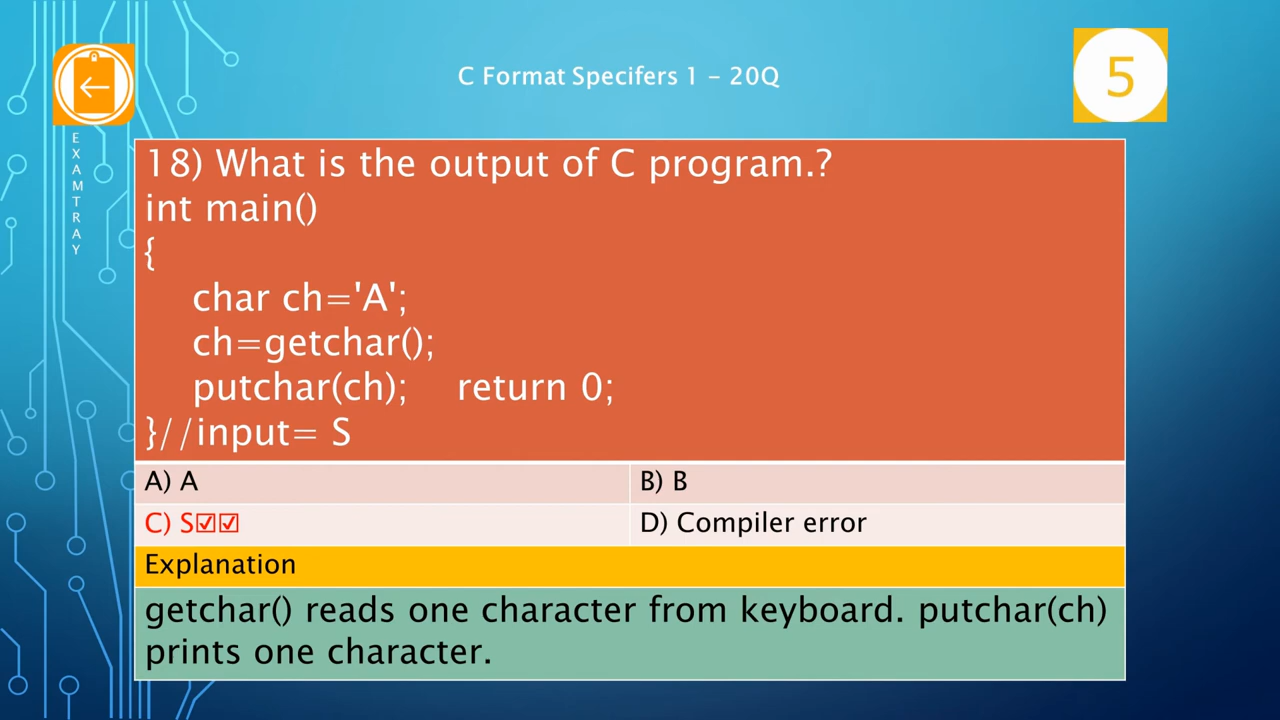 C Format Specifers 1 - 20Q
5
EXAMTRAY
18) What is the output of C program.?
int main()
{
char ch='A';
ch=getchar();
putchar(ch); return 0;
}//input= S
A) A
B) B
C) S☑☑
D) Compiler error
Explanation
getchar() reads one character from keyboard. putchar(ch)
prints one character.